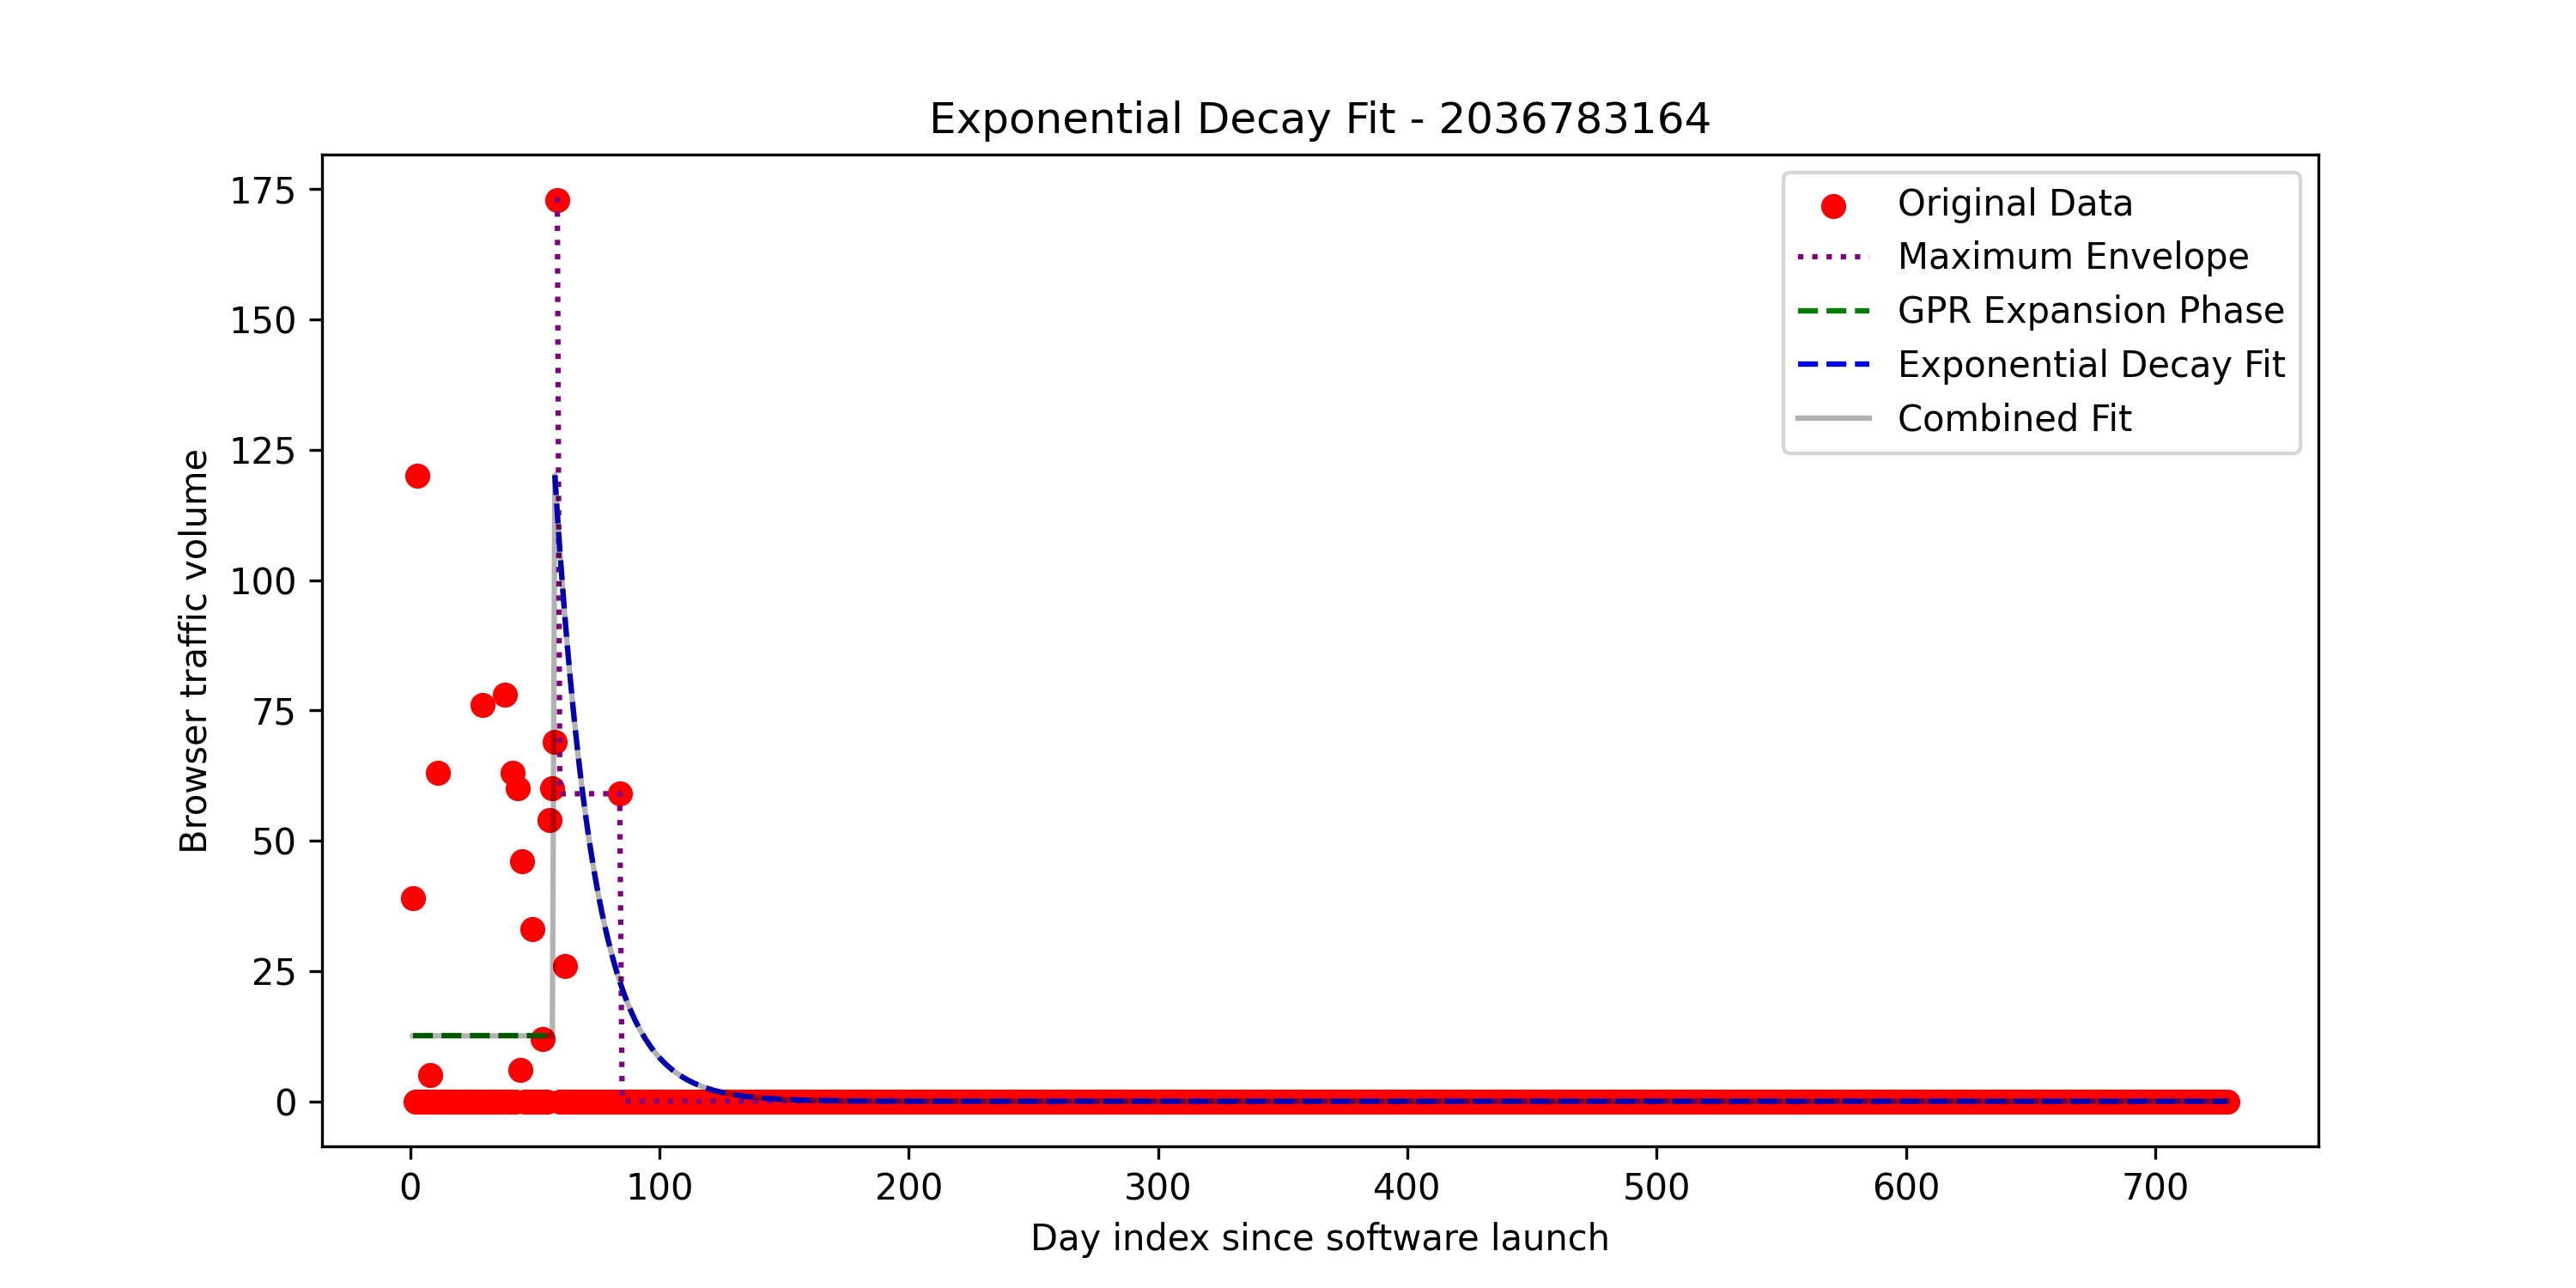 Exponential Decay Fit - 2036783164
Original Data
Maximum Envelope
GPR Expansion Phase
Exponential Decay Fit
Combined Fit
Browser traffic volume
175
150
125
100
75
50
25
0
0 100 200 300 400 500 600 700
Day index since software launch